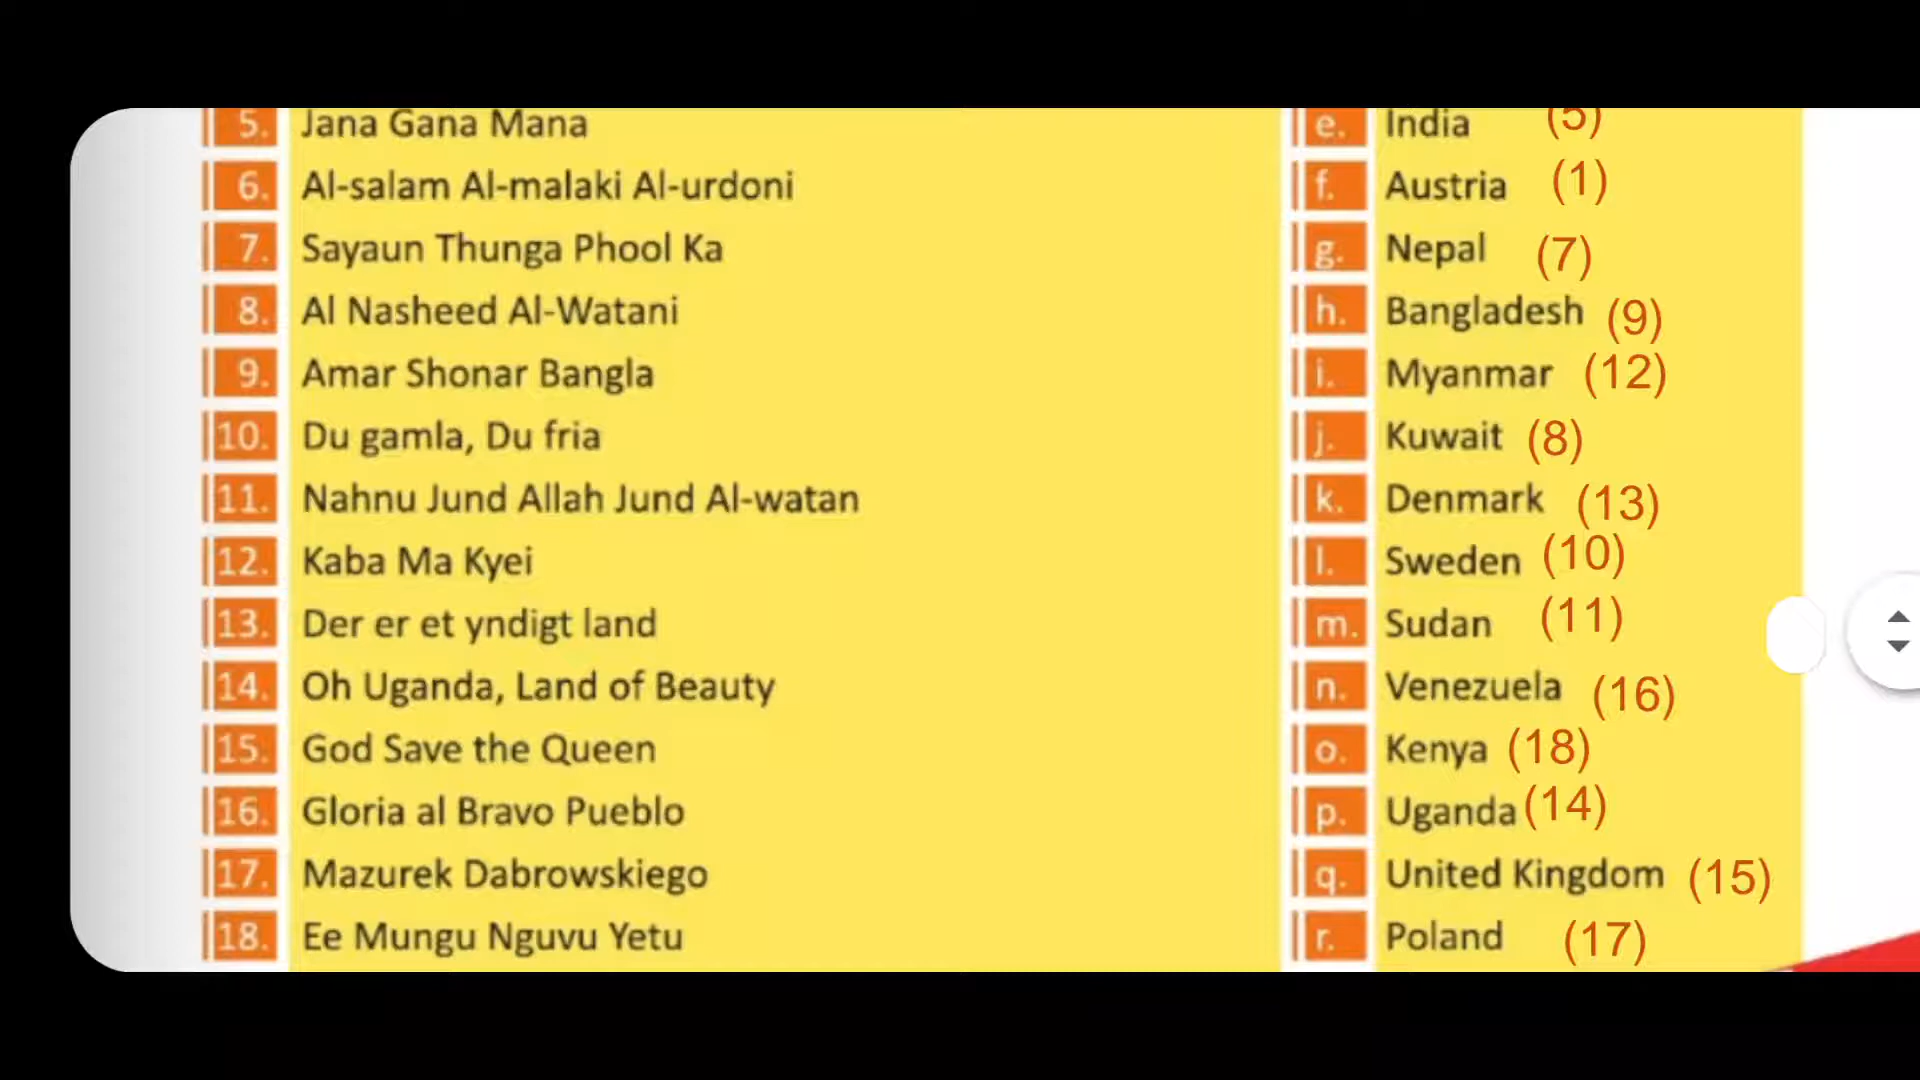 5. Jana Gana Mana e. India (5)
6. Al-salam Al-malaki Al-urdoni f. Austria (1)
7. Sayaun Thunga Phool Ka g. Nepal (7)
8. Al Nasheed Al-Watani h. Bangladesh (9)
9. Amar Shonar Bangla i. Myanmar (12)
10. Du gamla, Du fria j. Kuwait (8)
11. Nahnu Jund Allah Jund Al-watan k. Denmark (13)
12. Kaba Ma Kyei l. Sweden (10)
13. Der er et yndigt land m. Sudan (11)
14. Oh Uganda, Land of Beauty n. Venezuela (16)
15. God Save the Queen o. Kenya (18)
16. Gloria al Bravo Pueblo p. Uganda (14)
17. Mazurek Dabrowskiego q. United Kingdom (15)
18. Ee Mungu Nguvu Yetu r. Poland (17)